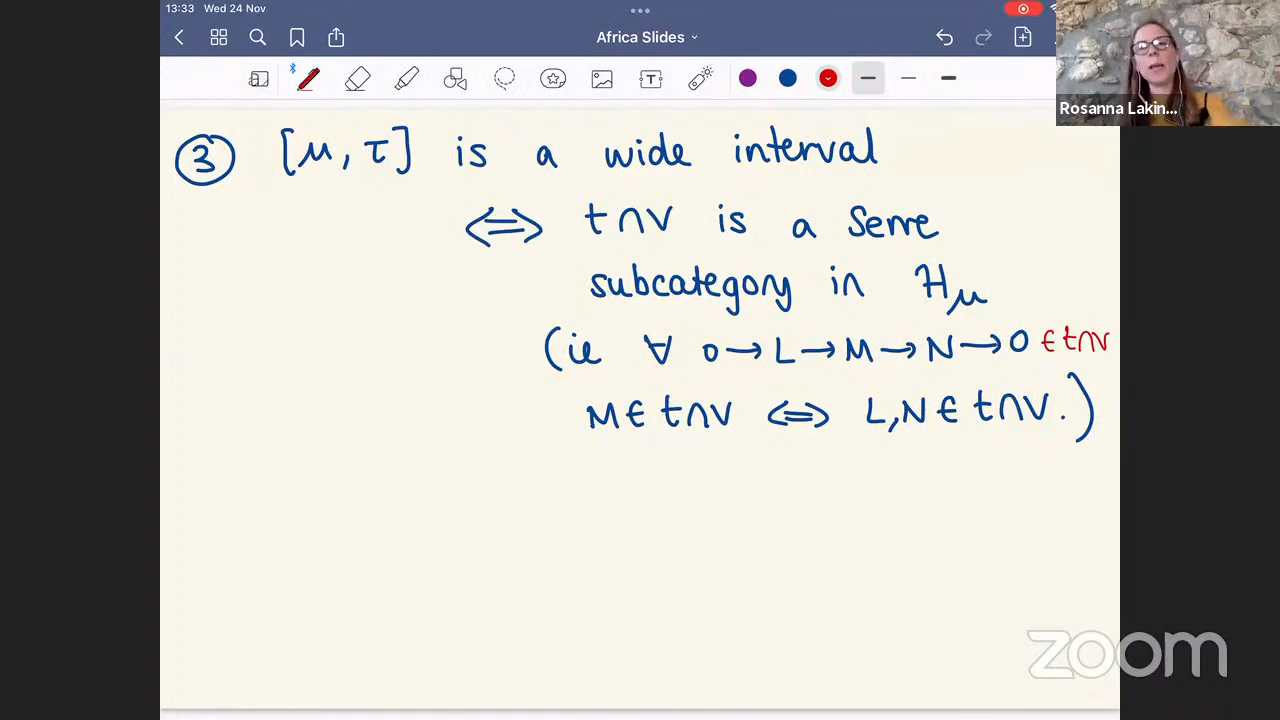 13:33 Wed 24 Nov
Africa Slides
T
Rosanna Lakin...
③ [μ, τ] is a wide interval
⟺ t∩v is a Serre
subcategory in H_μ
(ie ∀ 0→L→M→N→0 ∈ t∩v
M ∈ t∩v ⟺ L,N ∈ t∩v.)
zoom